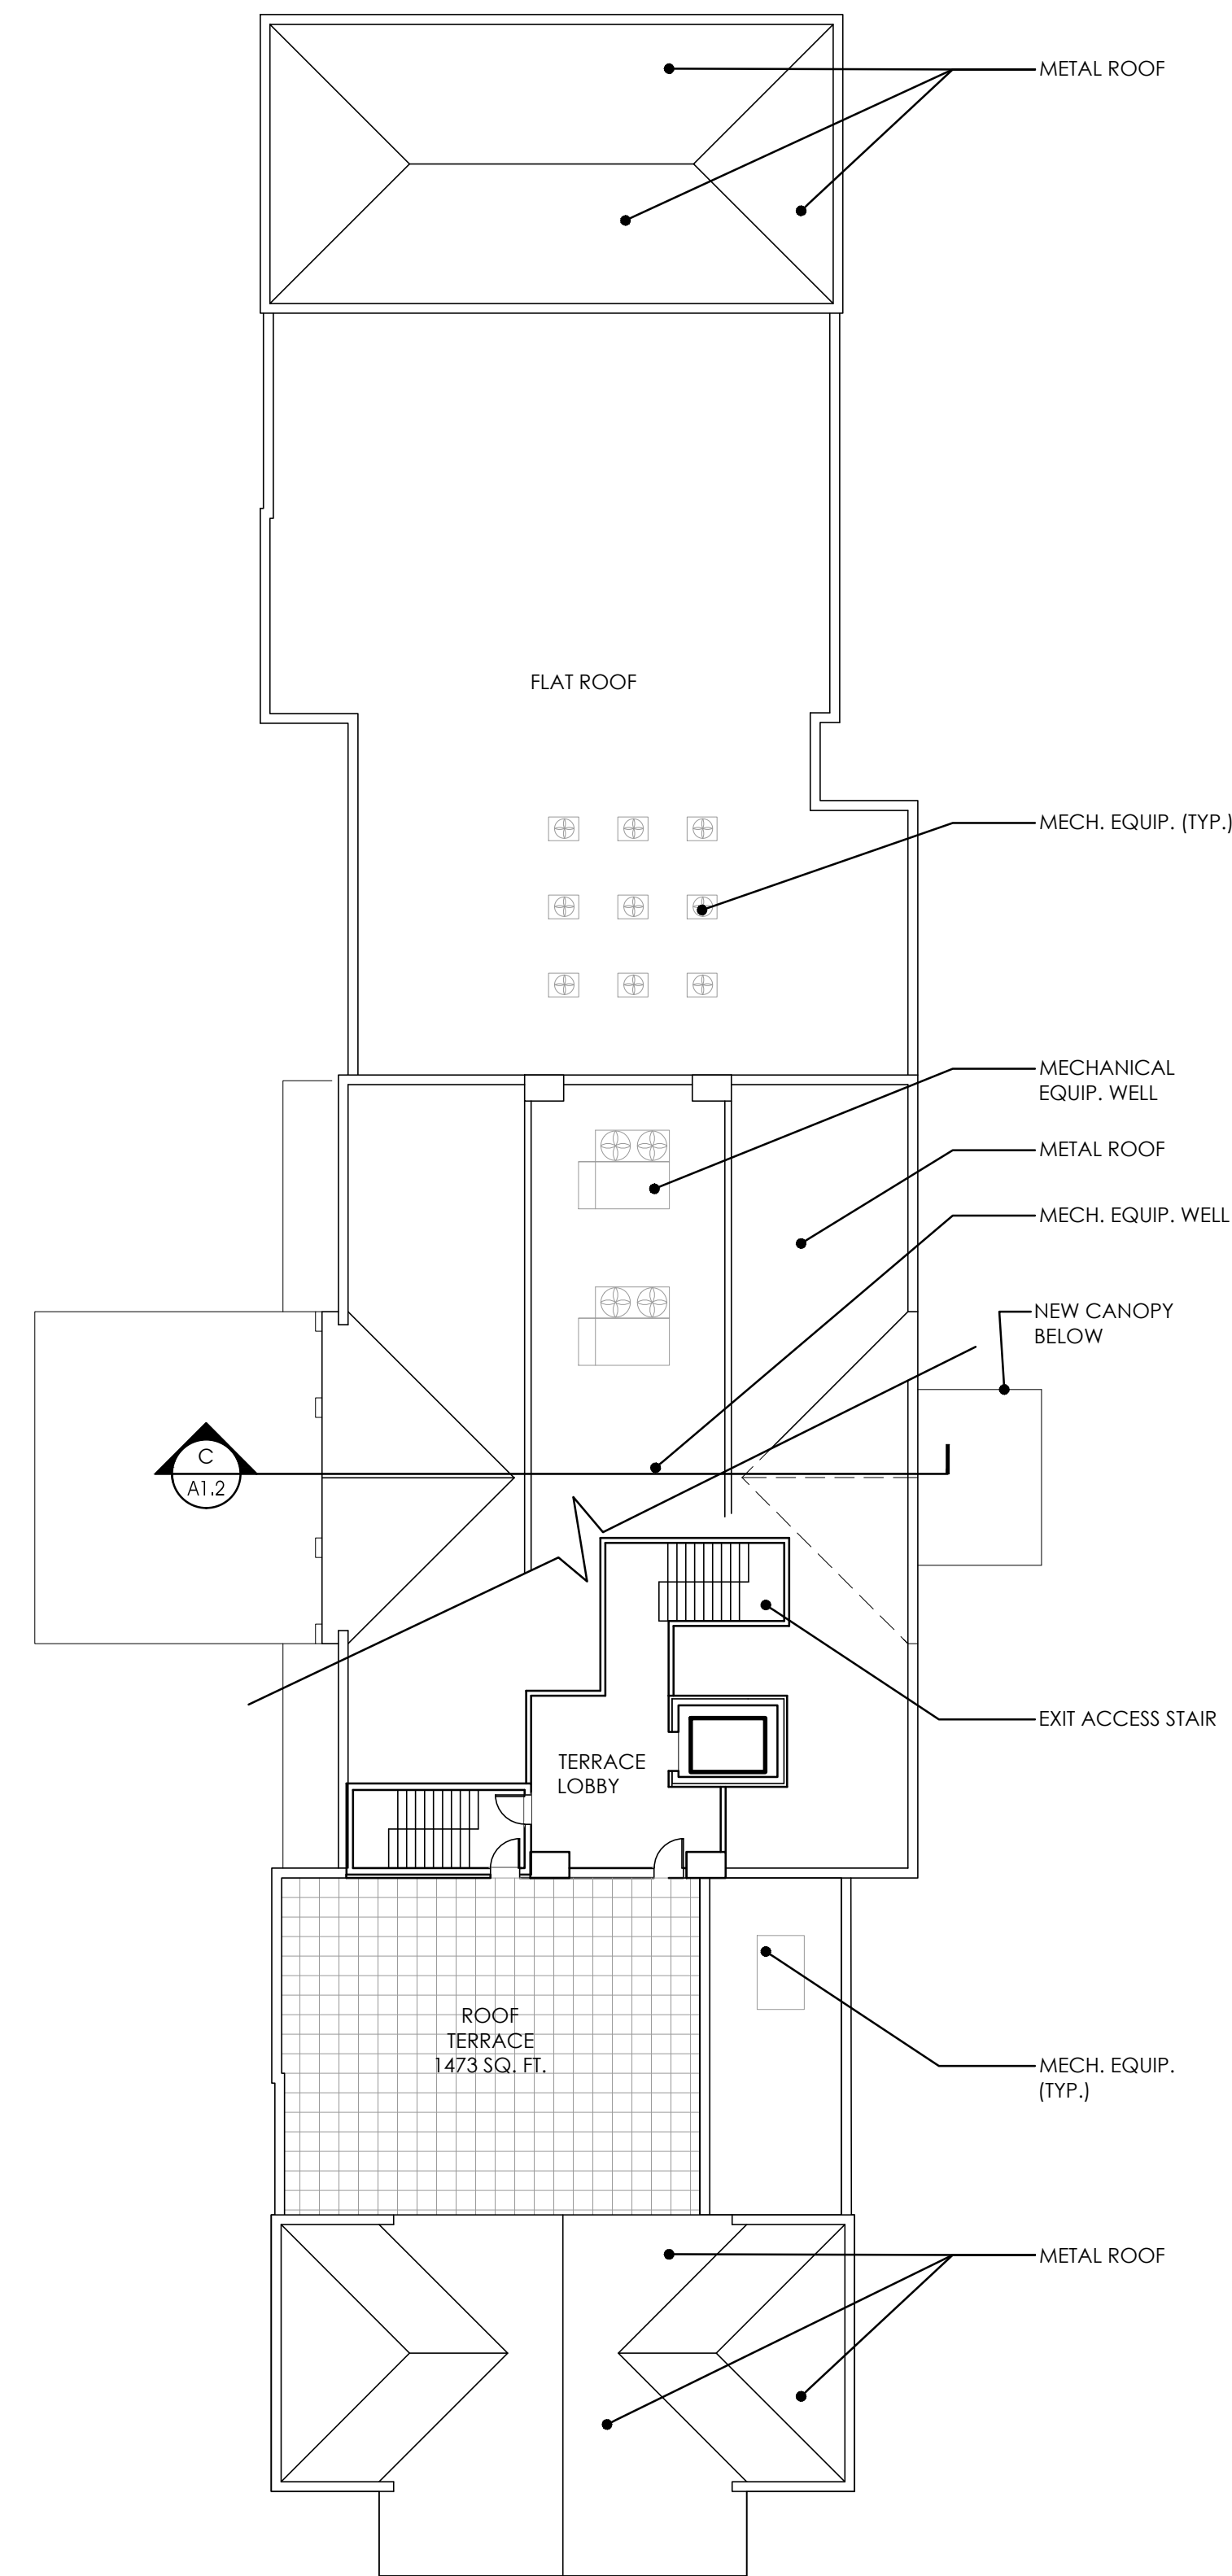 METAL ROOF
FLAT ROOF
MECH. EQUIP. (TYP.)
MECHANICAL
EQUIP. WELL
METAL ROOF
MECH. EQUIP. WELL
NEW CANOPY
BELOW
C
A1.2
EXIT ACCESS STAIR
TERRACE
LOBBY
ROOF
TERRACE
1473 SQ. FT.
MECH. EQUIP.
(TYP.)
METAL ROOF